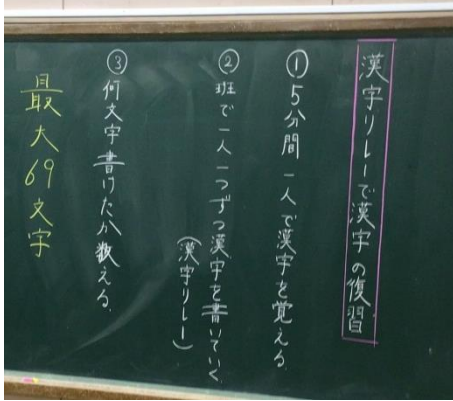 漢字リレーで漢字の復習
① 5分間 一人で漢字を覚える
② 班で一人一つずつ漢字を書いていく
(漢字リレー)
③ 何文字書けたか数える。
最大69文字